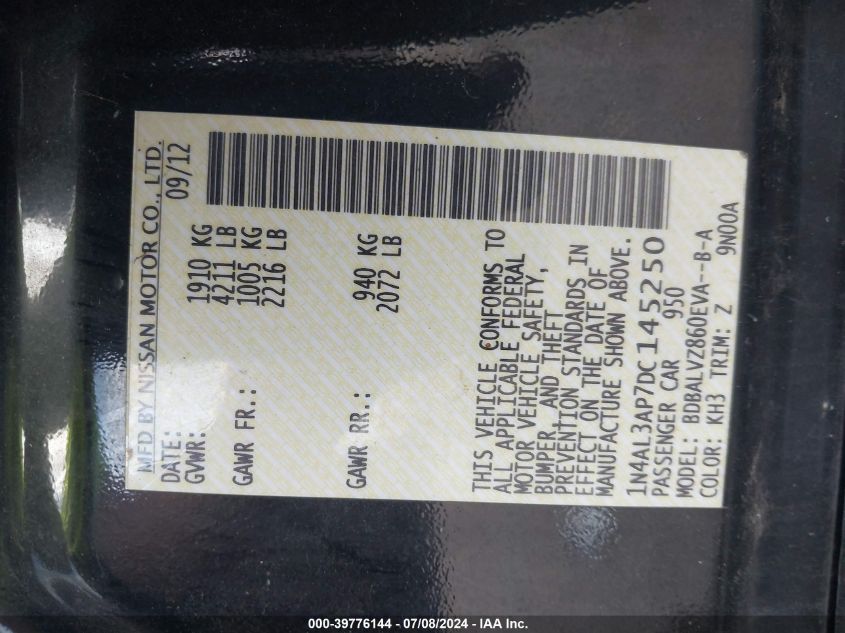 MFD BY NISSAN MOTOR CO., LTD.
DATE: 09/12
GVWR: 1910 KG
4211 LB
GAWR FR.: 1005 KG
2216 LB
GAWR RR.: 940 KG
2072 LB
THIS VEHICLE CONFORMS TO
ALL APPLICABLE FEDERAL
MOTOR VEHICLE SAFETY,
BUMPER, AND THEFT
PREVENTION STANDARDS IN
EFFECT ON THE DATE OF
MANUFACTURE SHOWN ABOVE.
1N4AL3AP7DC145250
PASSENGER CAR 950
MODEL: BDBALVZ860EVA--B-A
COLOR: KH3 TRIM: Z 9N00A
000-39776144 / 07/08/2024 - IAA Inc.